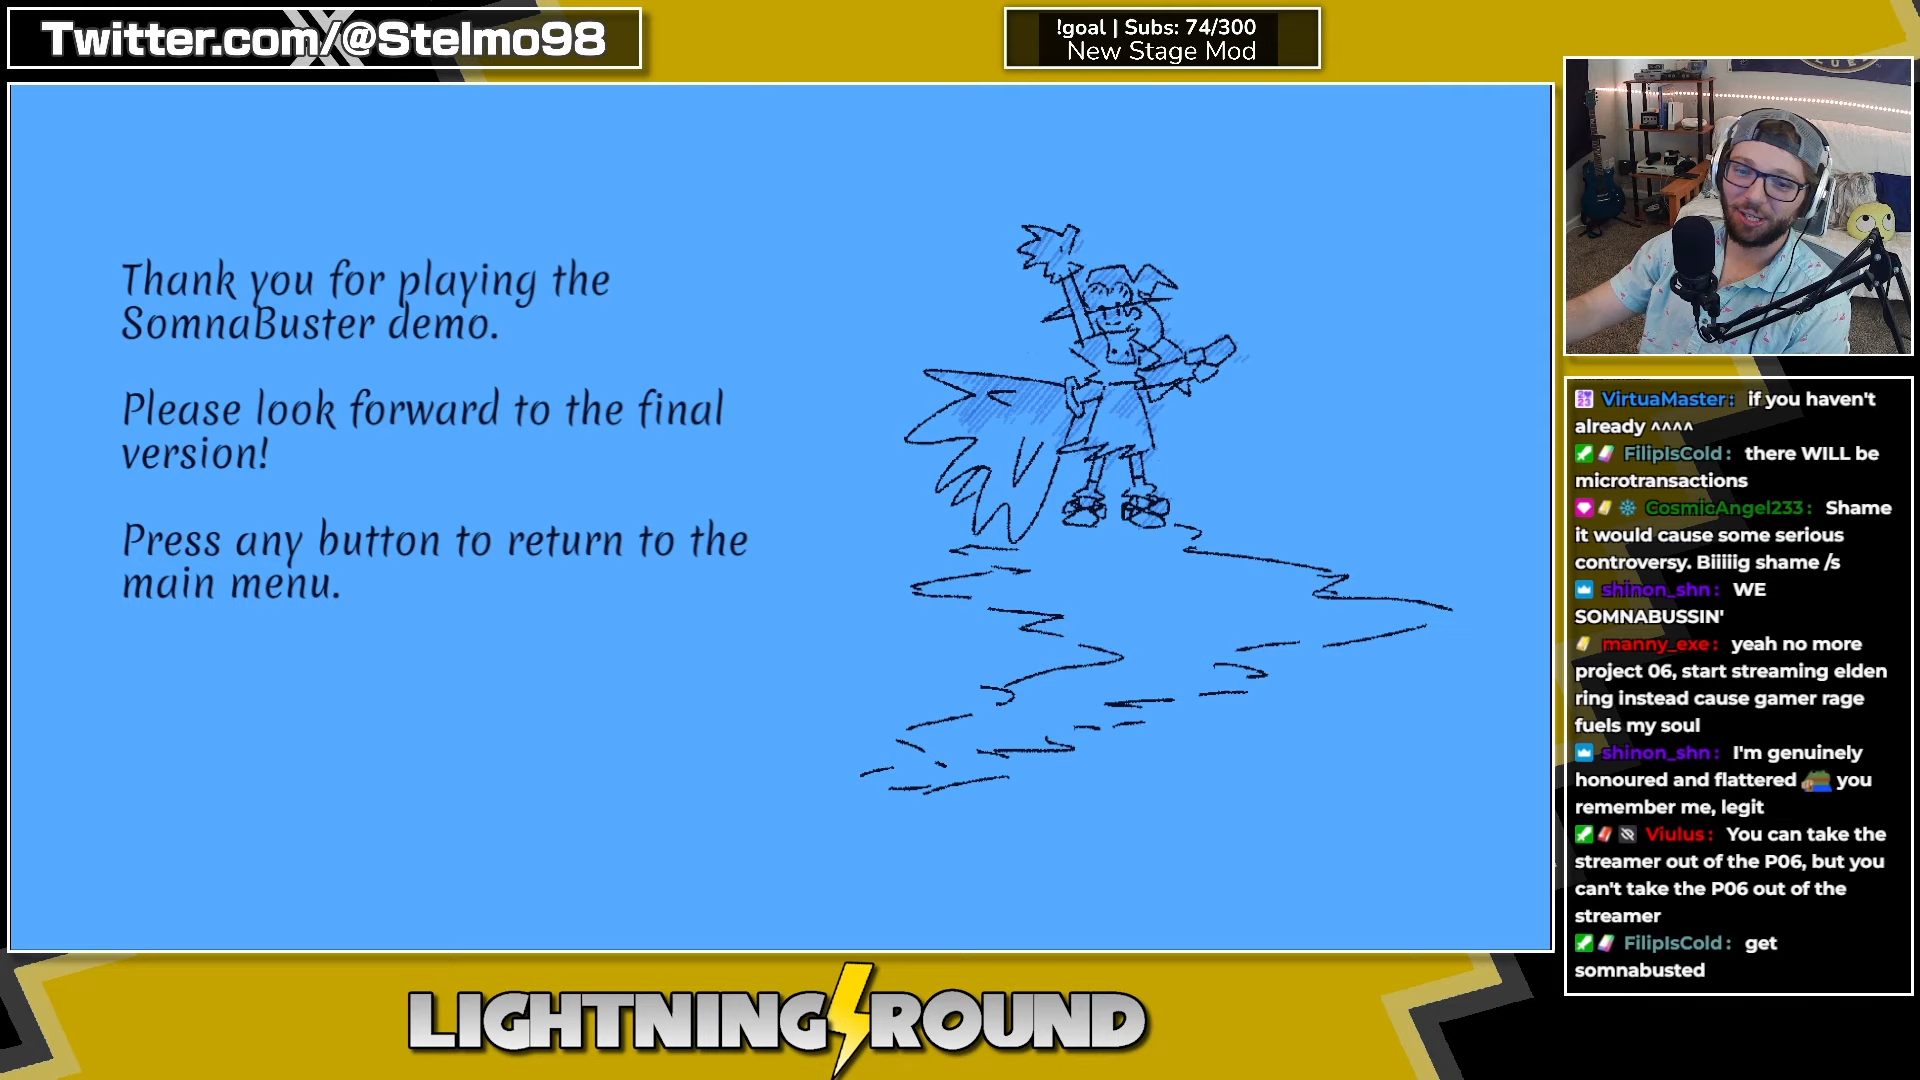 Twitter.com/@Stelmo98
!goal | Subs: 74/300
New Stage Mod
Thank you for playing the
SomnaBuster demo.
Please look forward to the final
version!
Press any button to return to the
main menu.
VirtuaMaster: if you haven't
already ^^^^
FilipIsCold: there WILL be
microtransactions
CosmicAngel233: Shame
it would cause some serious
controversy. Biiiiig shame /s
shinon_shn: WE
SOMNABUSSIN'
manny_exe: yeah no more
project 06, start streaming elden
ring instead cause gamer rage
fuels my soul
shinon_shn: I'm genuinely
honoured and flattered you
remember me, legit
Viulus: You can take the
streamer out of the P06, but you
can't take the P06 out of the
streamer
FilipIsCold: get
somnabusted
LIGHTNING ROUND